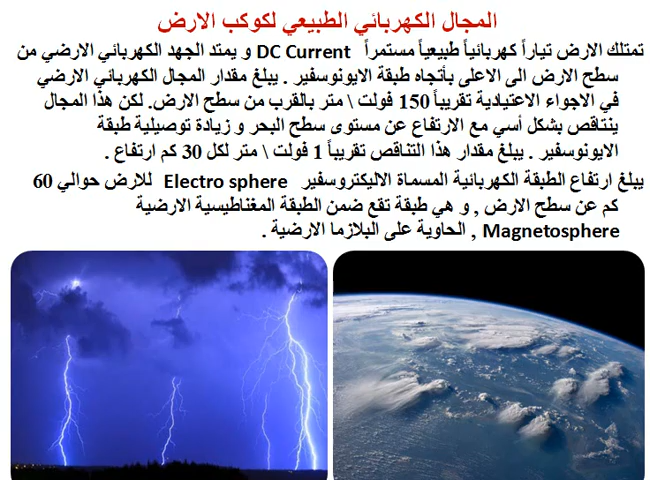 المجال الكهربائي الطبيعي لكوكب الارض
تمتلك الارض تياراً كهربائياً طبيعياً مستمراً DC Current و يمتد الجهد الكهربائي الارضي من
سطح الارض الى الاعلى بأتجاه طبقة الايونوسفير . يبلغ مقدار المجال الكهربائي الارضي
في الاجواء الاعتيادية تقريباً 150 فولت \ متر بالقرب من سطح الارض. لكن هذا المجال
ينتاقص بشكل أسي مع الارتفاع عن مستوى سطح البحر و زيادة توصيلية طبقة
الايونوسفير . يبلغ مقدار هذا التناقص تقريباً 1 فولت \ متر لكل 30 كم ارتفاع .
يبلغ ارتفاع الطبقة الكهربائية المسماة الاليكتروسفير Electro sphere للارض حوالي 60
كم عن سطح الارض , و هي طبقة تقع ضمن الطبقة المغناطيسية الارضية
Magnetosphere , الحاوية على البلازما الارضية .